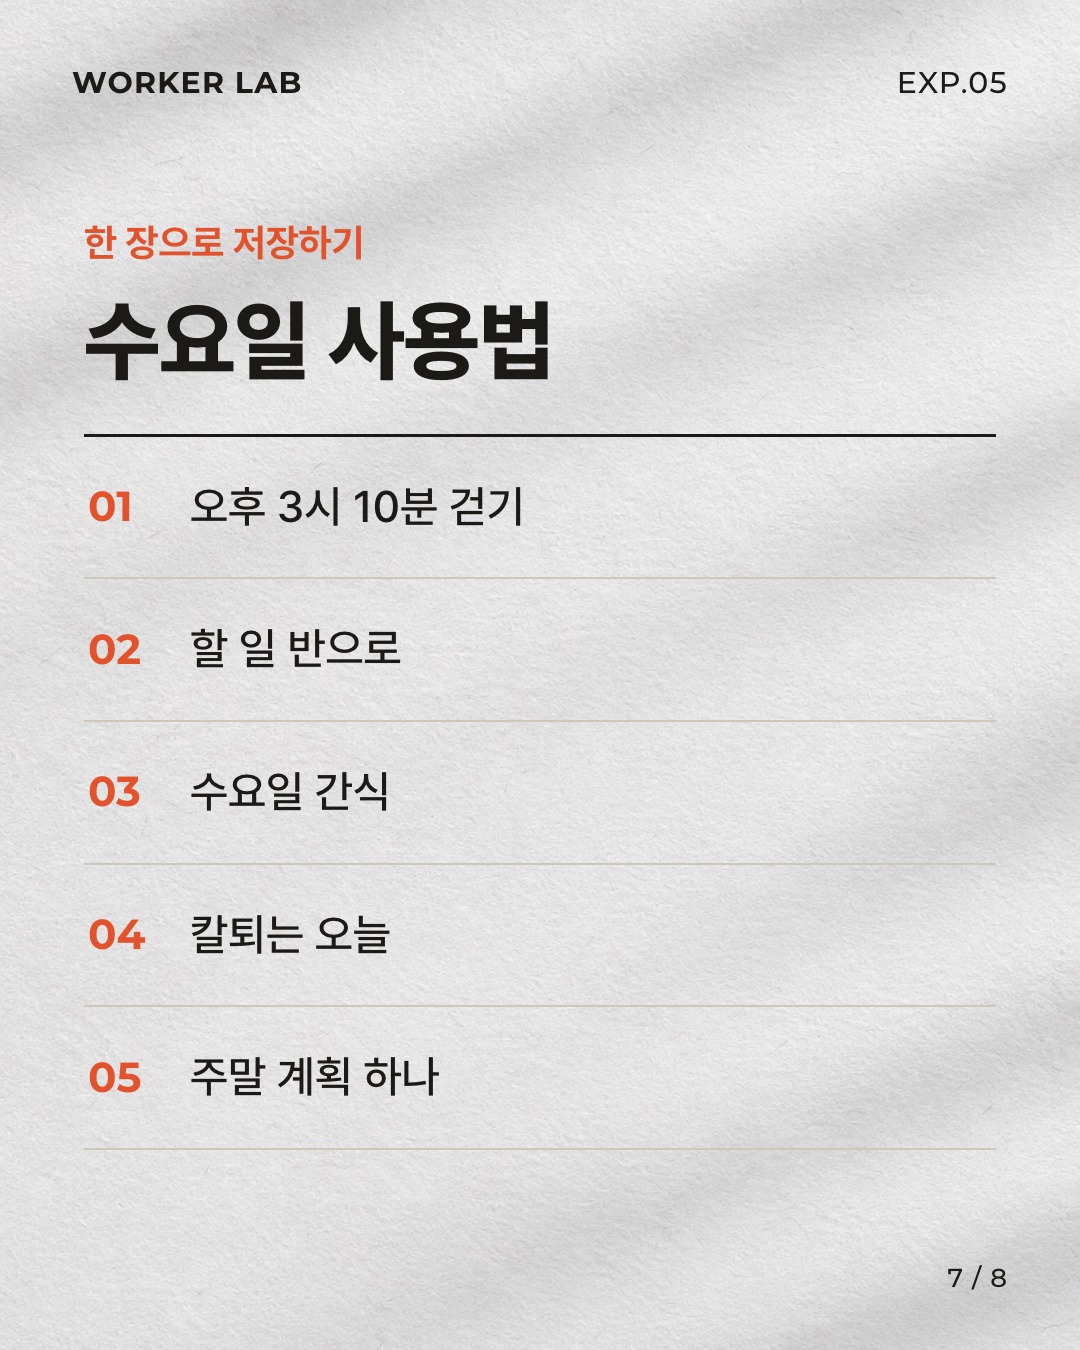 WORKER LAB
EXP.05
한 장으로 저장하기
수요일 사용법
01 오후 3시 10분 걷기
02 할 일 반으로
03 수요일 간식
04 칼퇴는 오늘
05 주말 계획 하나
7 / 8